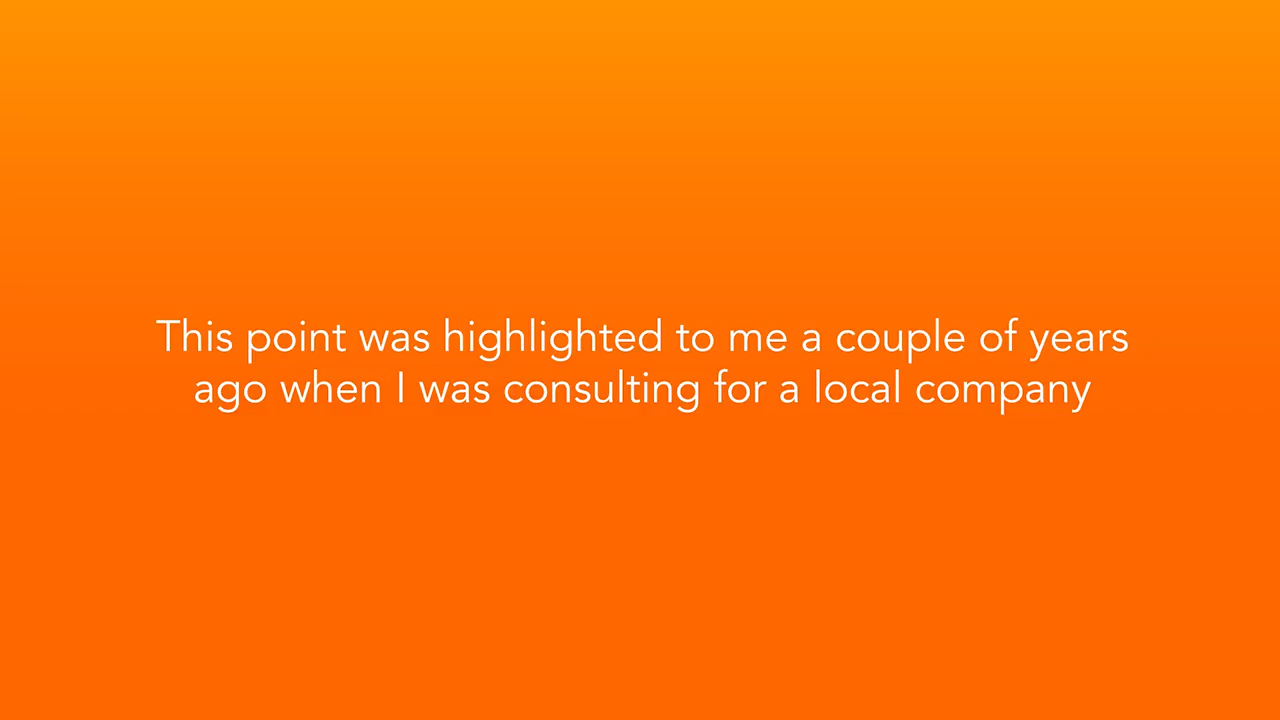 This point was highlighted to me a couple of years
ago when I was consulting for a local company